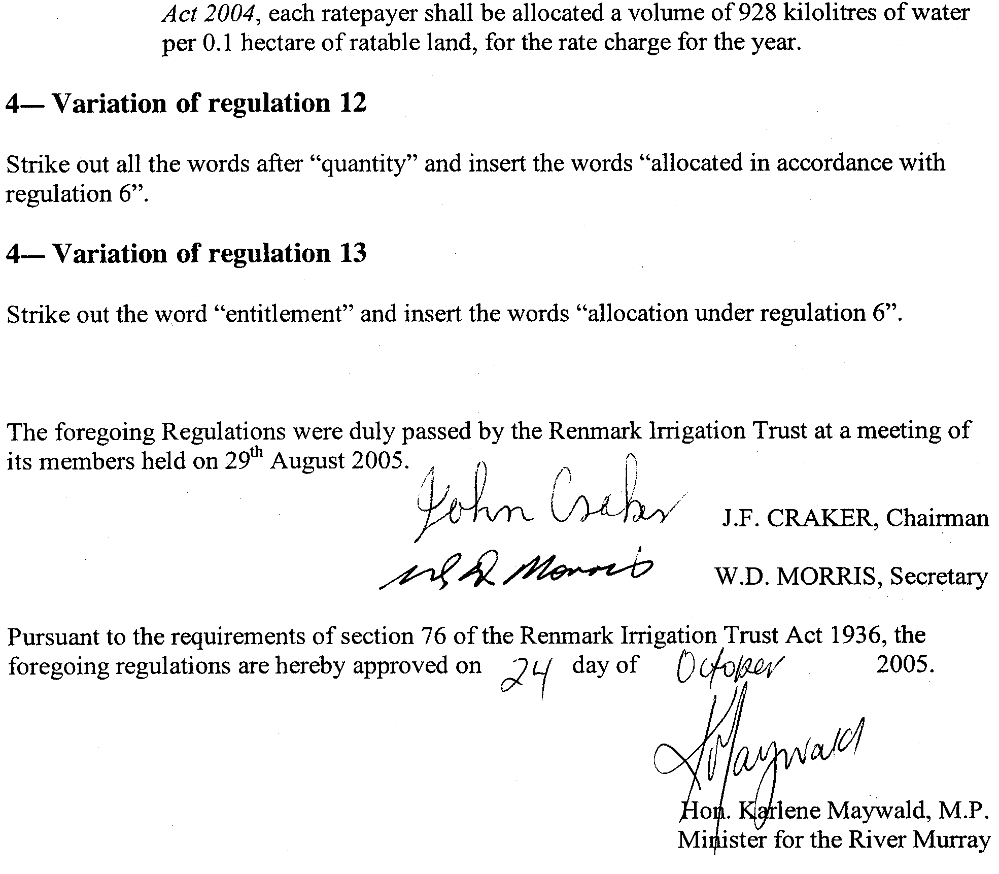 Act 2004, each ratepayer shall be allocated a volume of 928 kilolitres of water
per 0.1 hectare of ratable land, for the rate charge for the year.
4— Variation of regulation 12
Strike out all the words after “quantity” and insert the words “allocated in accordance with
regulation 6”.
4— Variation of regulation 13
Strike out the word “entitlement” and insert the words “allocation under regulation 6”.
The foregoing Regulations were duly passed by the Renmark Irrigation Trust at a meeting of
its members held on 29th August 2005.
John Craker J.F. CRAKER, Chairman
W D Morris W.D. MORRIS, Secretary
Pursuant to the requirements of section 76 of the Renmark Irrigation Trust Act 1936, the
foregoing regulations are hereby approved on 24 day of October 2005.
K Maywald
Hon. Karlene Maywald, M.P.
Minister for the River Murray